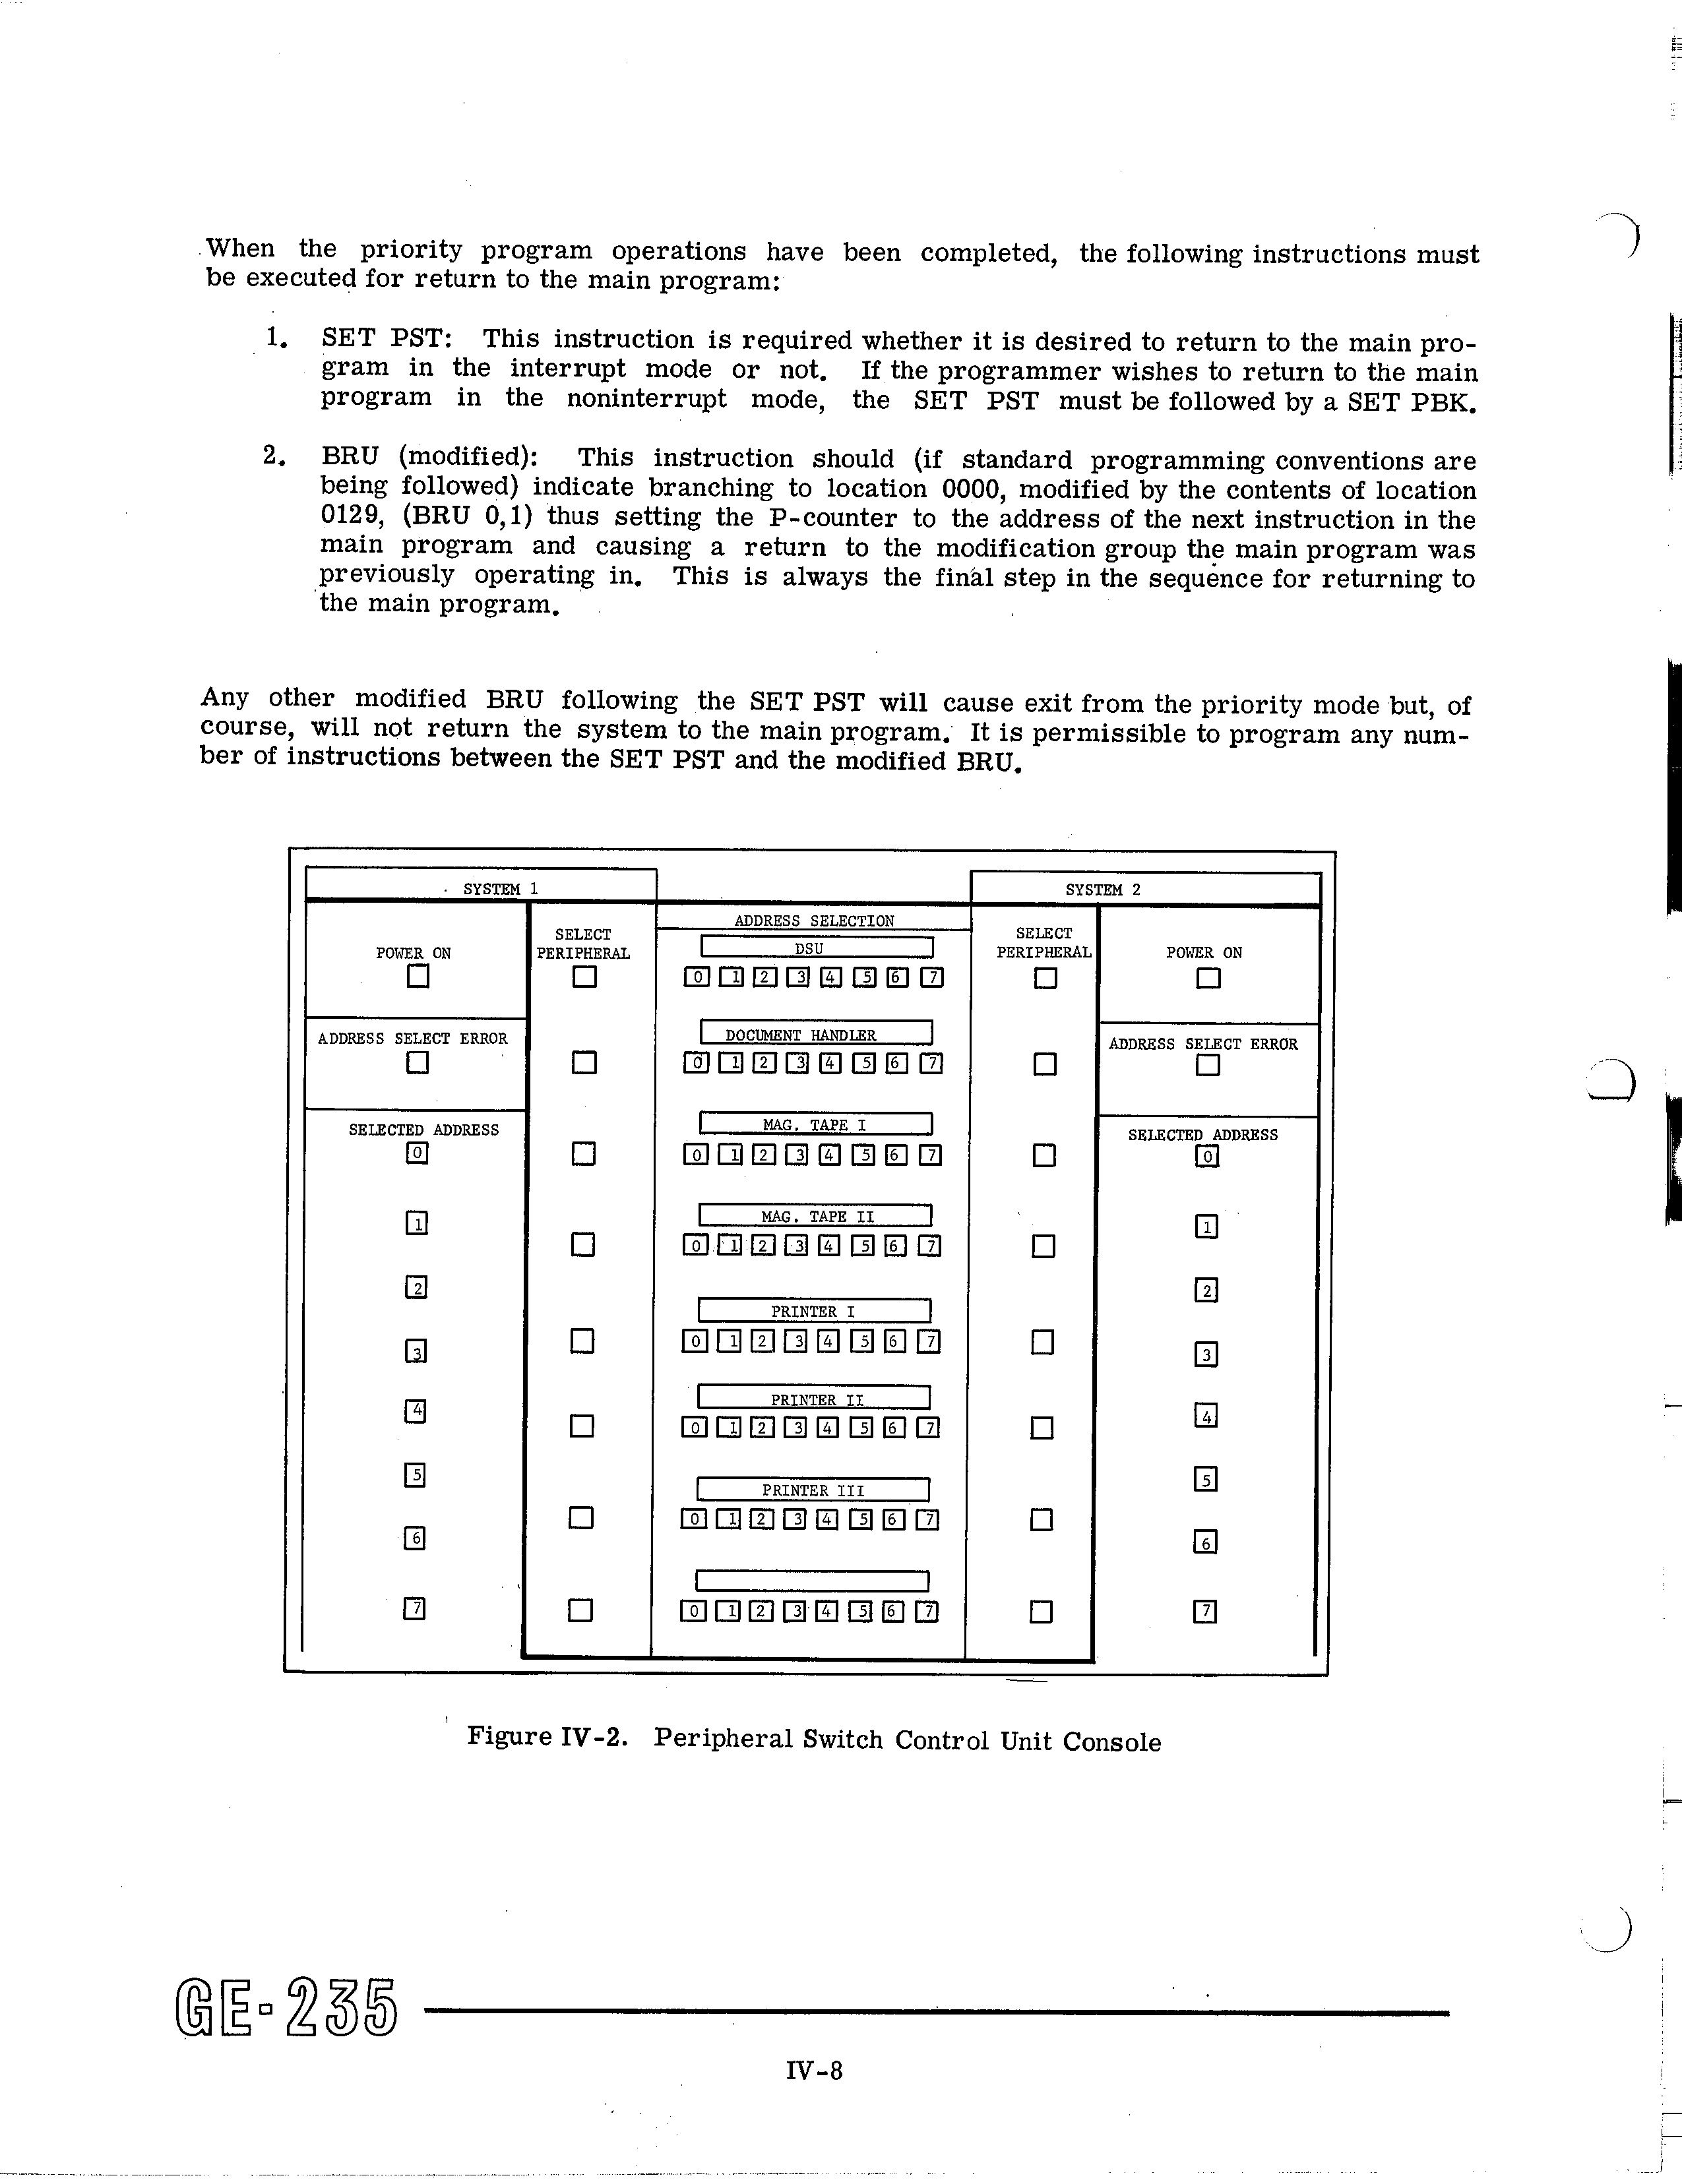 When the priority program operations have been completed, the following instructions must
be executed for return to the main program:
1. SET PST: This instruction is required whether it is desired to return to the main pro-
gram in the interrupt mode or not. If the programmer wishes to return to the main
program in the noninterrupt mode, the SET PST must be followed by a SET PBK.
2. BRU (modified): This instruction should (if standard programming conventions are
being followed) indicate branching to location 0000, modified by the contents of location
0129, (BRU 0,1) thus setting the P-counter to the address of the next instruction in the
main program and causing a return to the modification group the main program was
previously operating in. This is always the final step in the sequence for returning to
the main program.
Any other modified BRU following the SET PST will cause exit from the priority mode but, of
course, will not return the system to the main program. It is permissible to program any num-
ber of instructions between the SET PST and the modified BRU.
SYSTEM 1
POWER ON
ADDRESS SELECT ERROR
SELECTED ADDRESS
0
1
2
3
4
5
6
7
SELECT
PERIPHERAL
ADDRESS SELECTION
DSU
0 1 2 3 4 5 6 7
DOCUMENT HANDLER
0 1 2 3 4 5 6 7
MAG. TAPE I
0 1 2 3 4 5 6 7
MAG. TAPE II
0 1 2 3 4 5 6 7
PRINTER I
0 1 2 3 4 5 6 7
PRINTER II
0 1 2 3 4 5 6 7
PRINTER III
0 1 2 3 4 5 6 7
0 1 2 3 4 5 6 7
SYSTEM 2
SELECT
PERIPHERAL
POWER ON
ADDRESS SELECT ERROR
SELECTED ADDRESS
0
1
2
3
4
5
6
7
Figure IV-2. Peripheral Switch Control Unit Console
GE-235
IV-8